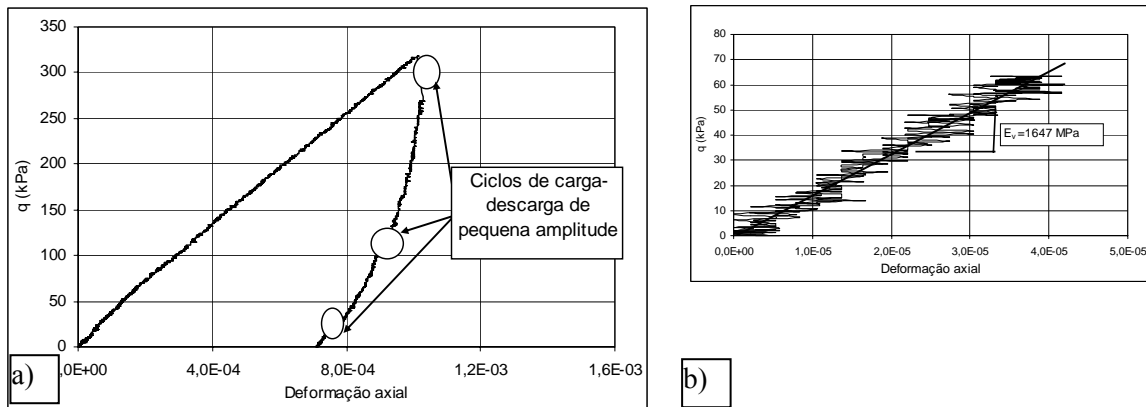 350
300
250
200
150
100
50
0
q (kPa)
,0E+00
4,0E-04
8,0E-04
1,2E-03
1,6E-03
Deformação axial
Ciclos de carga-
descarga de
pequena amplitude
a)
80
70
60
50
40
30
20
10
0
q (kPa)
0,0E+00
1,0E-05
2,0E-05
3,0E-05
4,0E-05
5,0E-05
Deformação axial
Ev=1647 MPa
b)